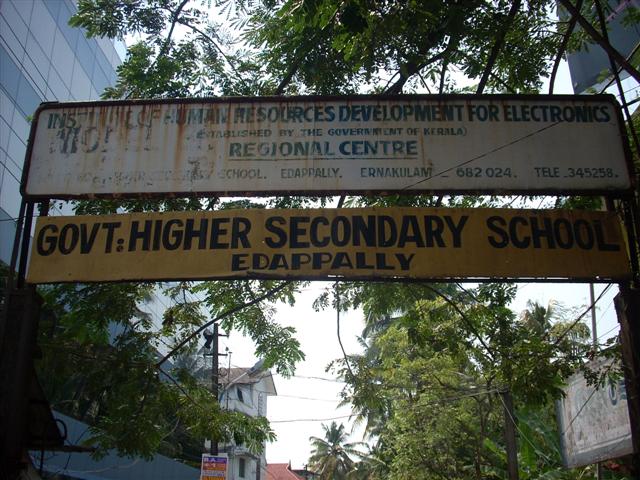 INSTITUTE OF HUMAN RESOURCES DEVELOPMENT FOR ELECTRONICS
(ESTABLISHED BY THE GOVERNMENT OF KERALA)
REGIONAL CENTRE
SECONDARY SCHOOL. EDAPPALLY. ERNAKULAM 682 024. TELE.345258.
GOVT: HIGHER SECONDARY SCHOOL
EDAPPALLY
B.A.